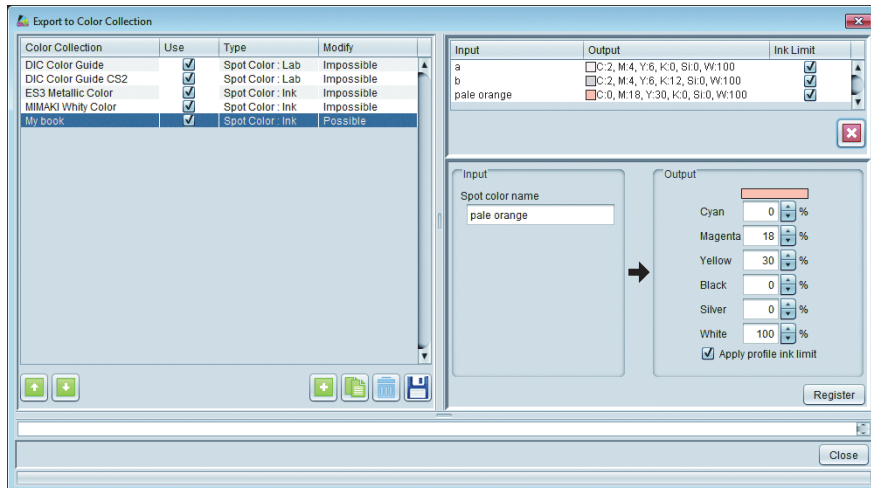 Export to Color Collection
Color Collection Use Type Modify
DIC Color Guide Spot Color : Lab Impossible
DIC Color Guide CS2 Spot Color : Lab Impossible
ES3 Metallic Color Spot Color : Ink Impossible
MIMAKI Whity Color Spot Color : Ink Impossible
My book Spot Color : Ink Possible
Input Output Ink Limit
a C:2, M:4, Y:6, K:0, Si:0, W:100
b C:2, M:4, Y:6, K:12, Si:0, W:100
pale orange C:0, M:18, Y:30, K:0, Si:0, W:100
Input
Spot color name
pale orange
Output
Cyan 0 %
Magenta 18 %
Yellow 30 %
Black 0 %
Silver 0 %
White 100 %
Apply profile ink limit
Register
Close